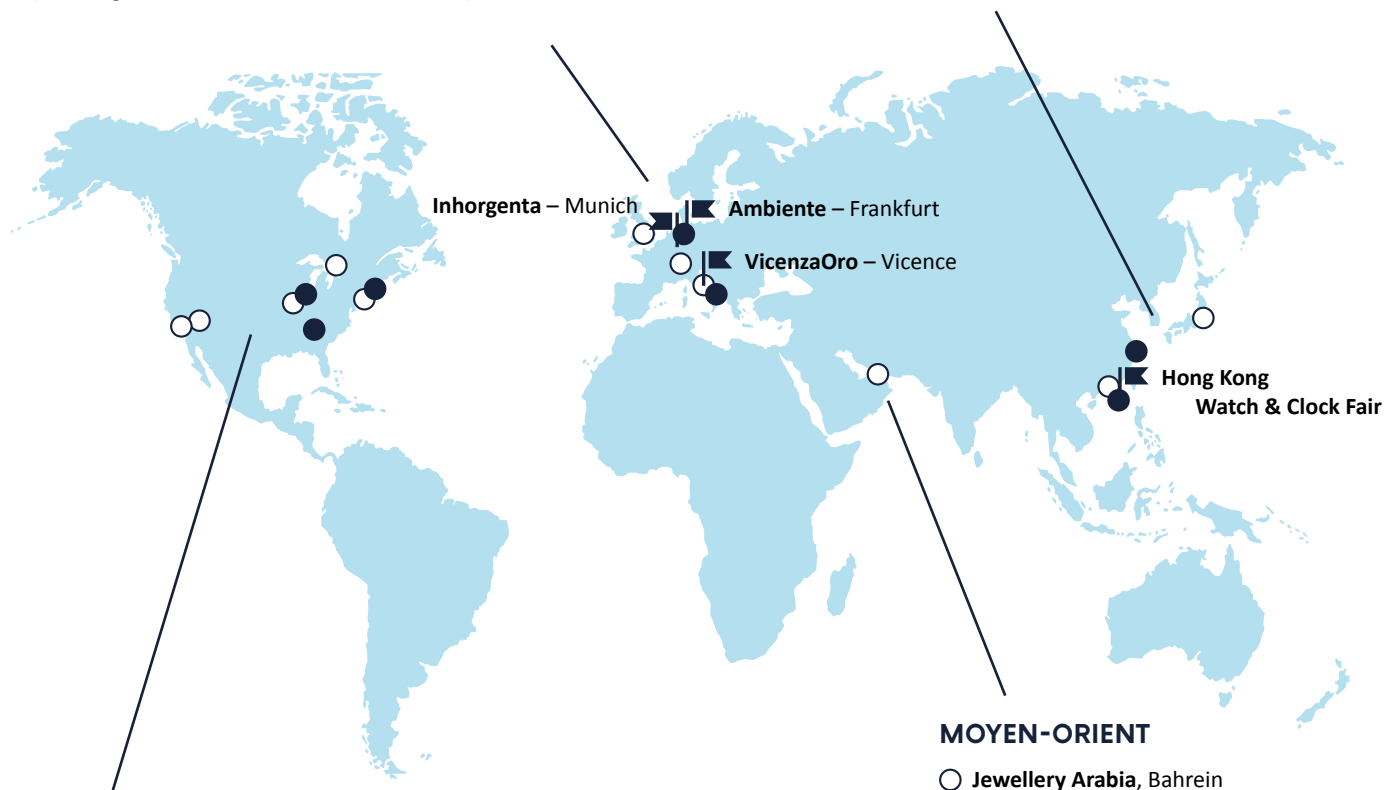 Inhorgenta – Munich
Ambiente – Frankfurt
VicenzaOro – Vicence
Hong Kong
Watch & Clock Fair
MOYEN-ORIENT
Jewellery Arabia, Bahrein